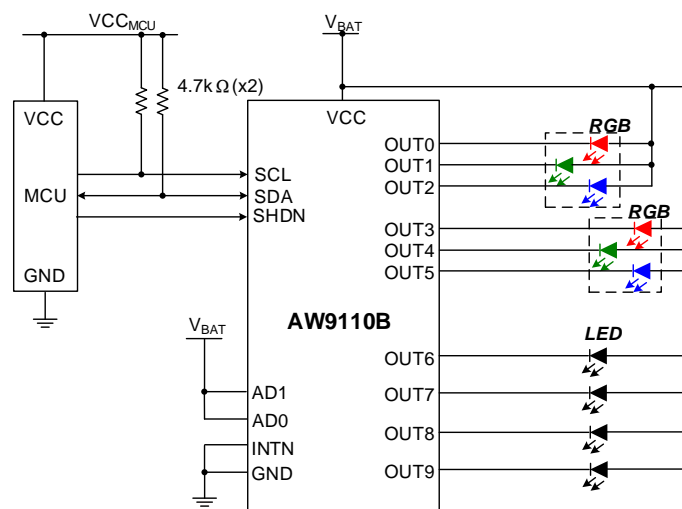 VCCMCU
VBAT
4.7kΩ(x2)
VCC
VCC
RGB
OUT0
OUT1
OUT2
SCL
MCU
SDA
SHDN
RGB
OUT3
OUT4
OUT5
GND
AW9110B
VBAT
LED
OUT6
AD1
OUT7
AD0
OUT8
INTN
GND
OUT9